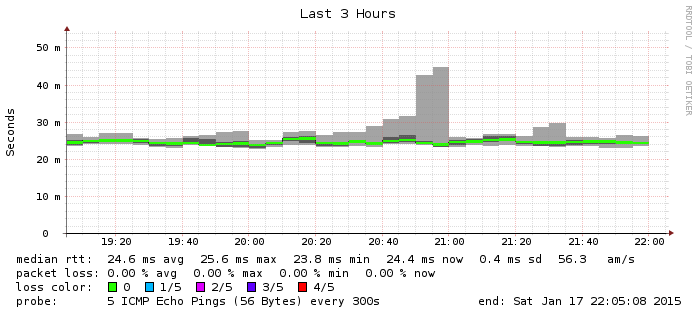 Last 3 Hours
RRDTOOL / TOBI OETIKER
Seconds
50 m
40 m
30 m
20 m
10 m
0
19:20 19:40 20:00 20:20 20:40 21:00 21:20 21:40 22:00
median rtt: 24.6 ms avg 25.6 ms max 23.8 ms min 24.4 ms now 0.4 ms sd 56.3 am/s
packet loss: 0.00 % avg 0.00 % max 0.00 % min 0.00 % now
loss color: 0 1/5 2/5 3/5 4/5
probe: 5 ICMP Echo Pings (56 Bytes) every 300s end: Sat Jan 17 22:05:08 2015